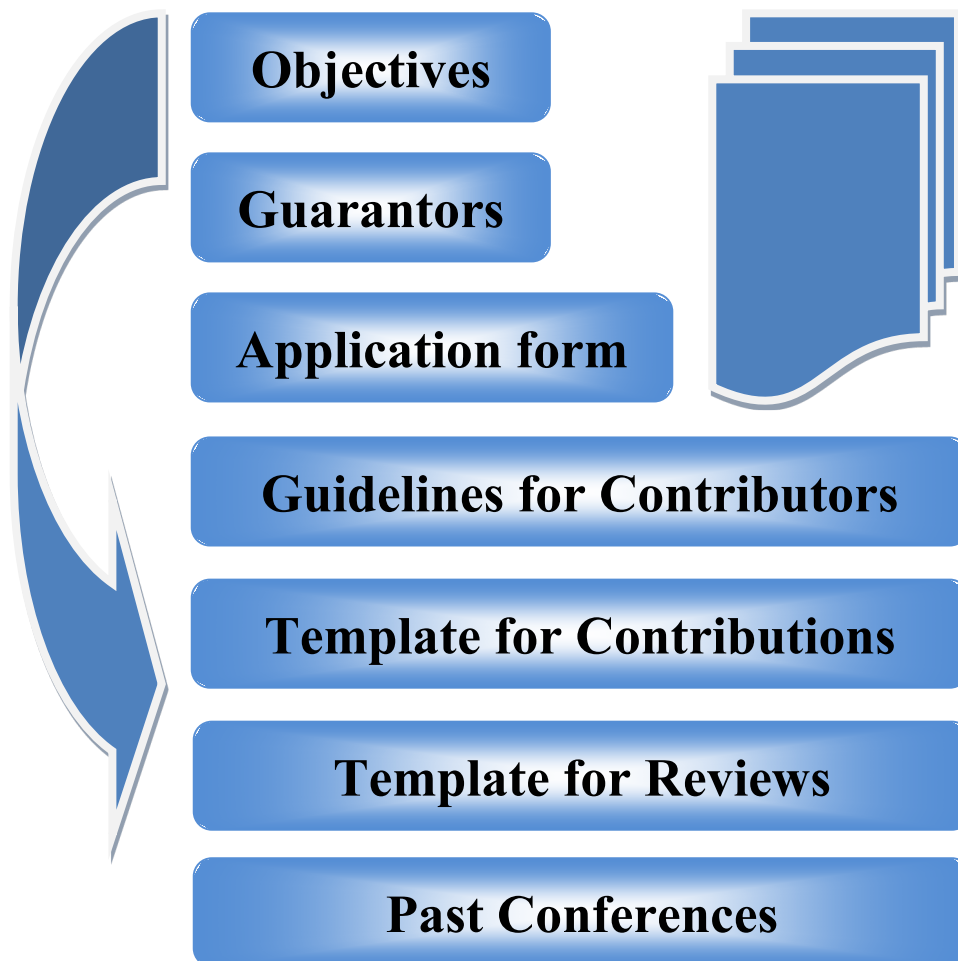 Objectives
Guarantors
Application form
Guidelines for Contributors
Template for Contributions
Template for Reviews
Past Conferences